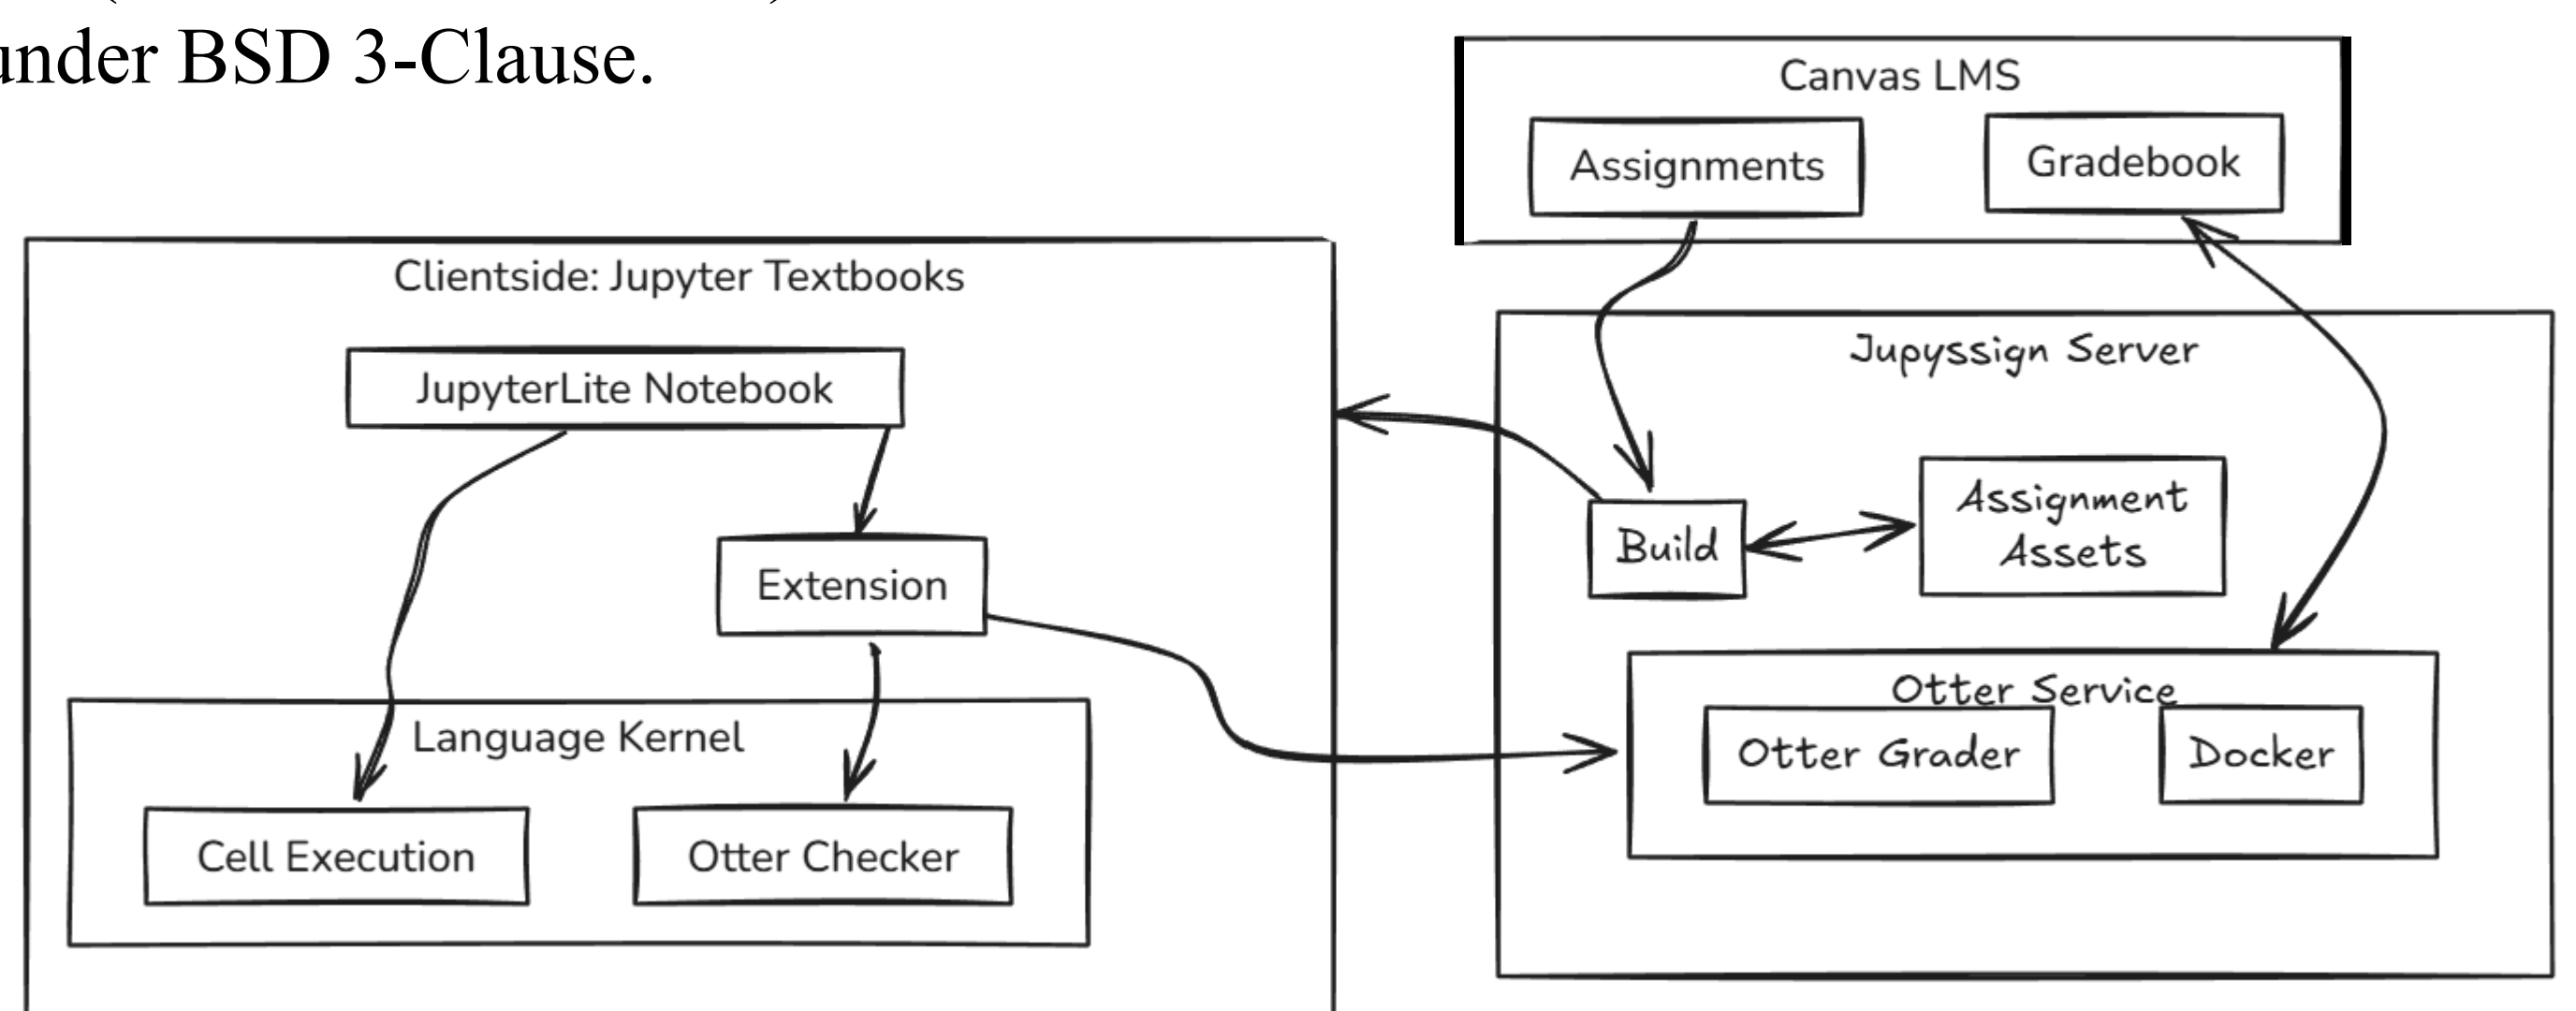 under BSD 3-Clause.
Canvas LMS
Assignments
Gradebook
Clientside: Jupyter Textbooks
JupyterLite Notebook
Extension
Language Kernel
Cell Execution
Otter Checker
Jupyssign Server
Build
Assignment
Assets
Otter Service
Otter Grader
Docker